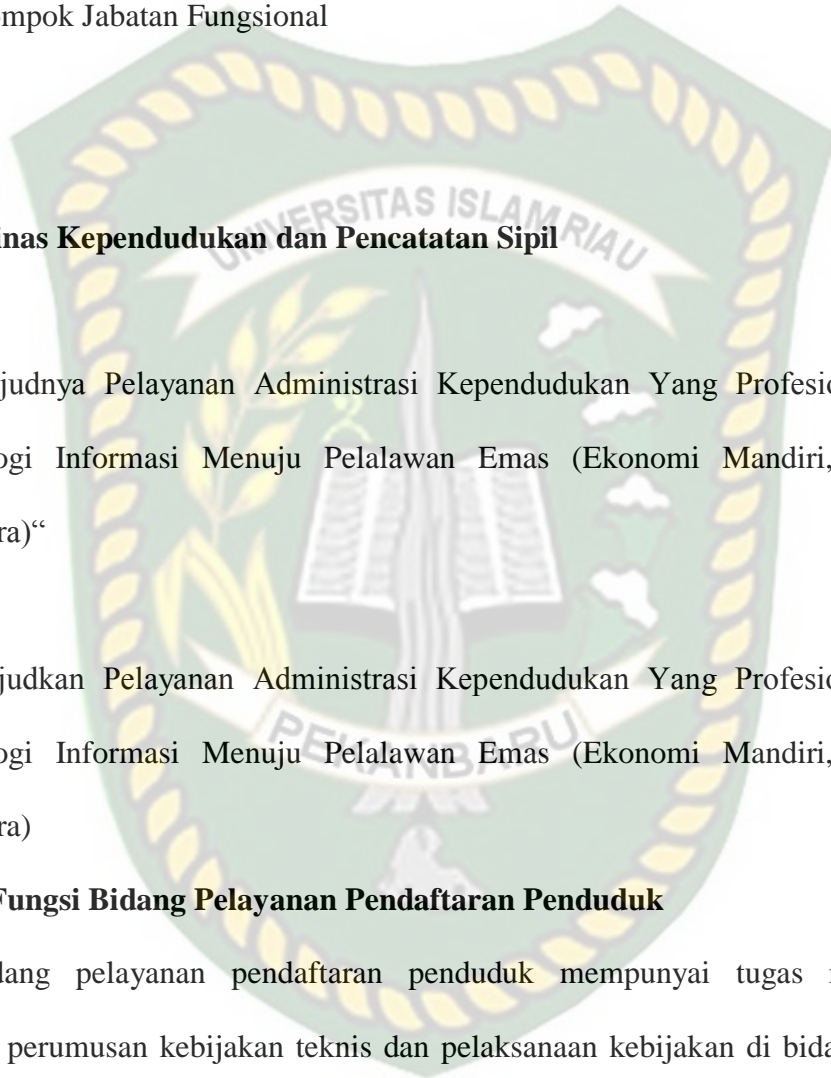 ompok Jabatan Fungsional
UNIVERSITAS ISLAM RIAU
inas Kependudukan dan Pencatatan Sipil
judnya Pelayanan Administrasi Kependudukan Yang Profesio
ogi Informasi Menuju Pelalawan Emas (Ekonomi Mandiri,
ra)“
judkan Pelayanan Administrasi Kependudukan Yang Profesio
PEKANBARU
ogi Informasi Menuju Pelalawan Emas (Ekonomi Mandiri,
ra)
Fungsi Bidang Pelayanan Pendaftaran Penduduk
dang pelayanan pendaftaran penduduk mempunyai tugas
perumusan kebijakan teknis dan pelaksanaan kebijakan di bida